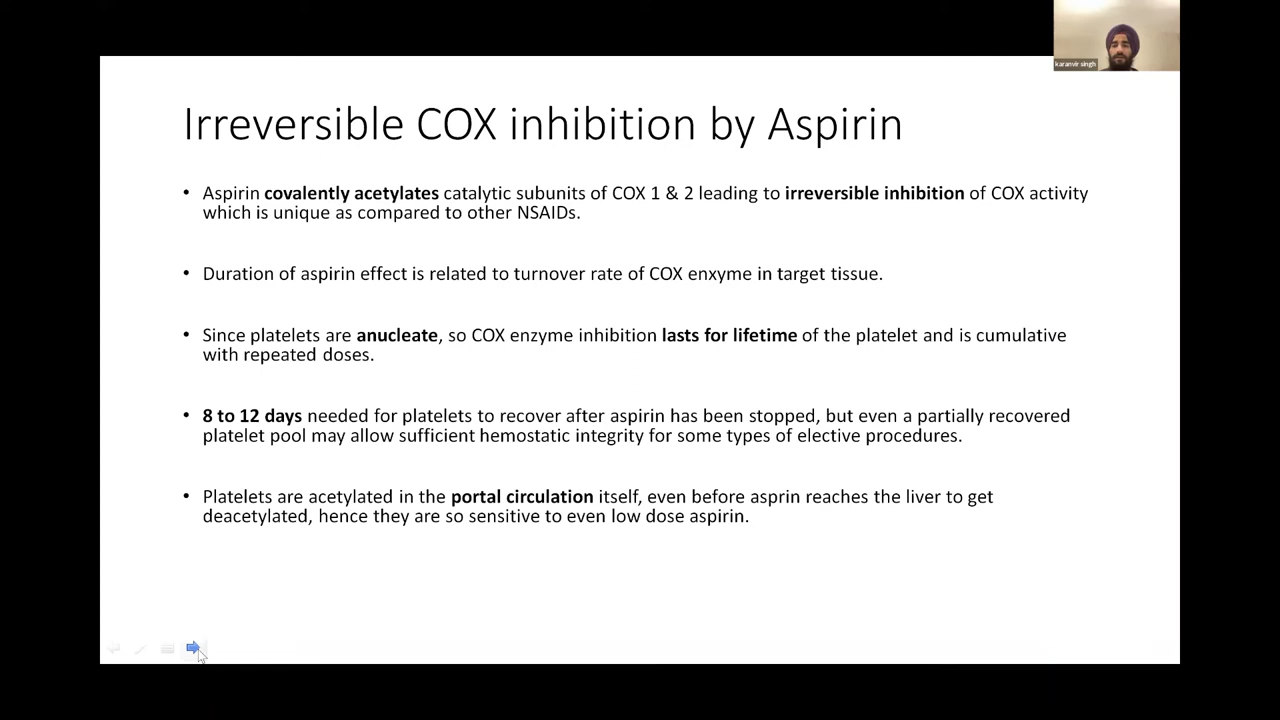 karanvir singh
Irreversible COX inhibition by Aspirin
• Aspirin covalently acetylates catalytic subunits of COX 1 & 2 leading to irreversible inhibition of COX activity
which is unique as compared to other NSAIDs.
• Duration of aspirin effect is related to turnover rate of COX enxyme in target tissue.
• Since platelets are anucleate, so COX enzyme inhibition lasts for lifetime of the platelet and is cumulative
with repeated doses.
• 8 to 12 days needed for platelets to recover after aspirin has been stopped, but even a partially recovered
platelet pool may allow sufficient hemostatic integrity for some types of elective procedures.
• Platelets are acetylated in the portal circulation itself, even before asprin reaches the liver to get
deacetylated, hence they are so sensitive to even low dose aspirin.